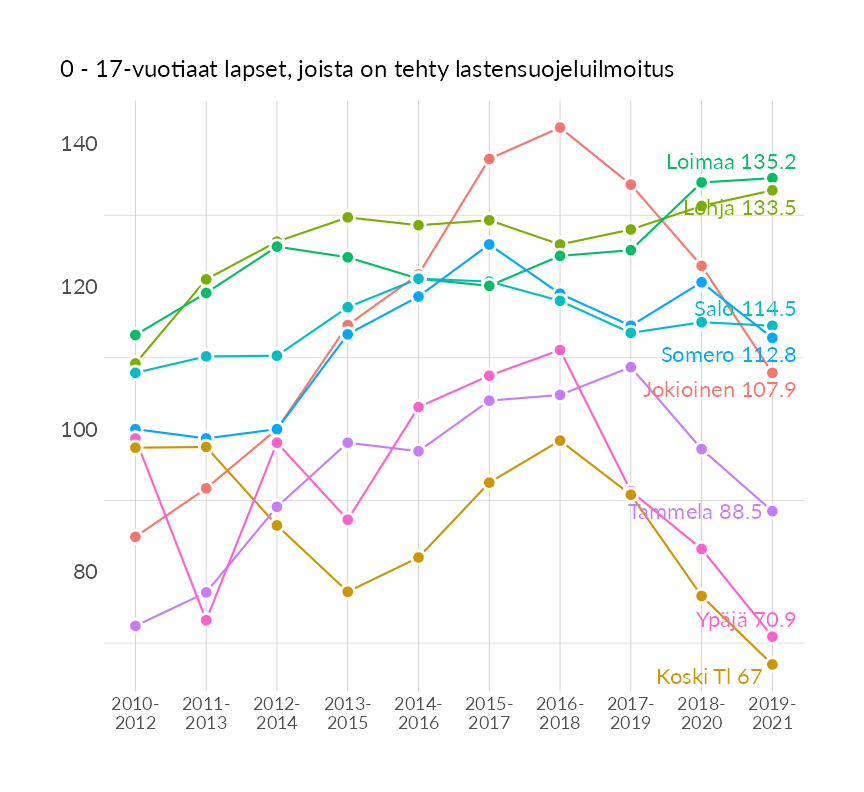 0 - 17-vuotiaat lapset, joista on tehty lastensuojeluilmoitus
140
Loimaa 135.2
Lohja 133.5
120
Salo 114.5
Somero 112.8
Jokioinen 107.9
100
Tammela 88.5
80
Ypäjä 70.9
Koski Tl 67
2010- 2011- 2012- 2013- 2014- 2015- 2016- 2017- 2018- 2019-
2012 2013 2014 2015 2016 2017 2018 2019 2020 2021